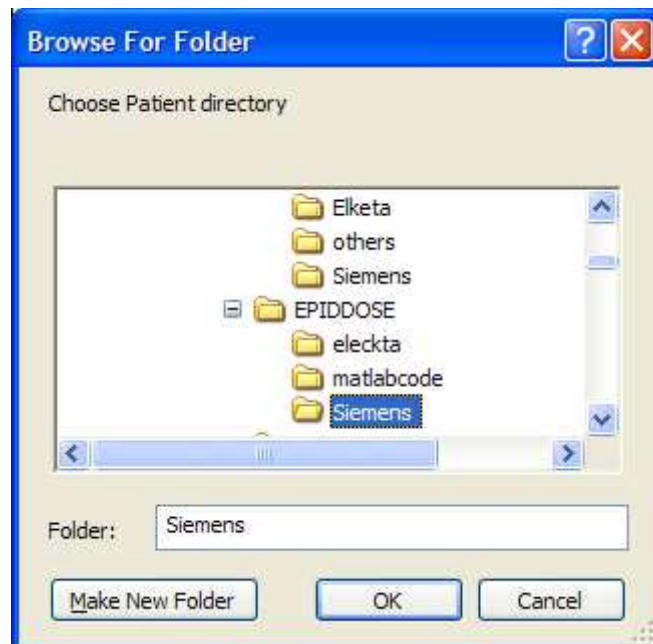 Browse For Folder
Choose Patient directory
Elketa
others
Siemens
EPIDDOSE
eleckta
matlabcode
Siemens
Folder: Siemens
Make New Folder OK Cancel